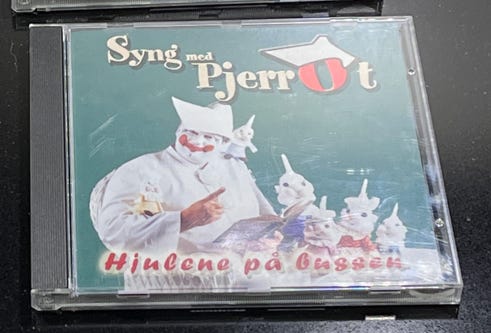 Syng med
Pjerrot
Hjulene på bussen